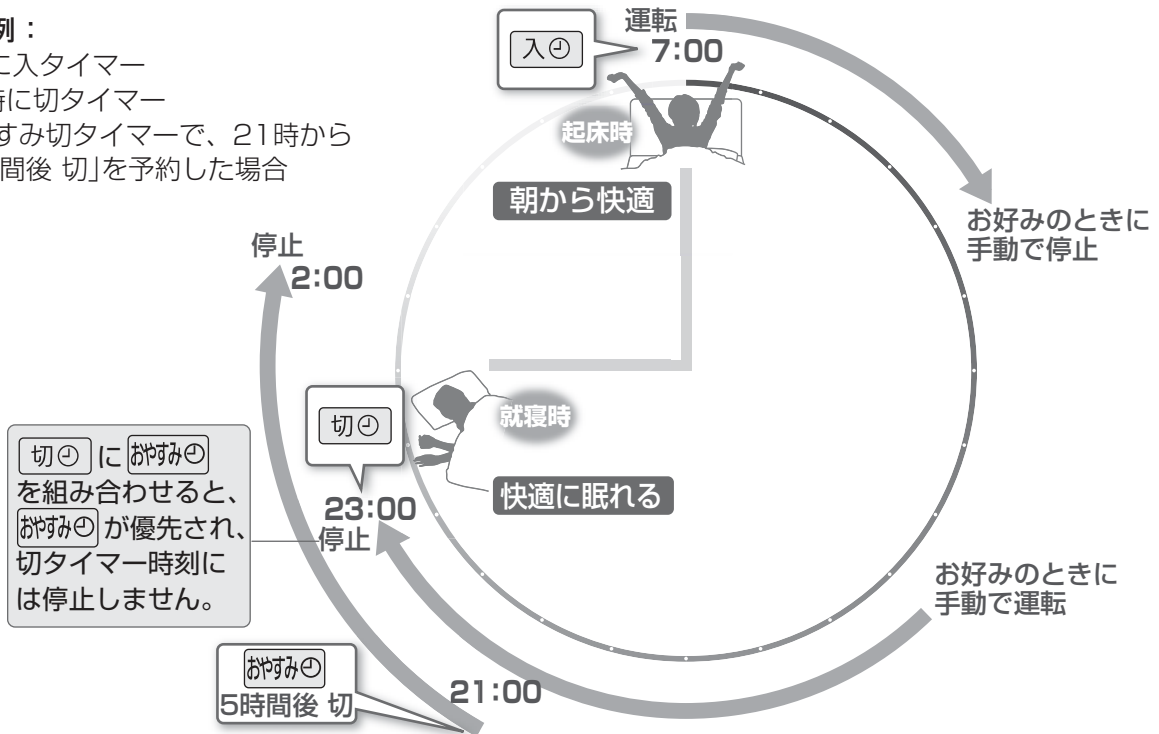 例：
に入タイマー
時に切タイマー
すみ切タイマーで、21時から
間後 切」を予約した場合
入
運転
7:00
起床時
朝から快適
お好みのときに
手動で停止
停止
2:00
切
就寝時
快適に眠れる
23:00
停止
切 に おやすみ
を組み合わせると、
おやすみ が優先され、
切タイマー時刻に
は停止しません。
お好みのときに
手動で運転
おやすみ
5時間後 切
21:00